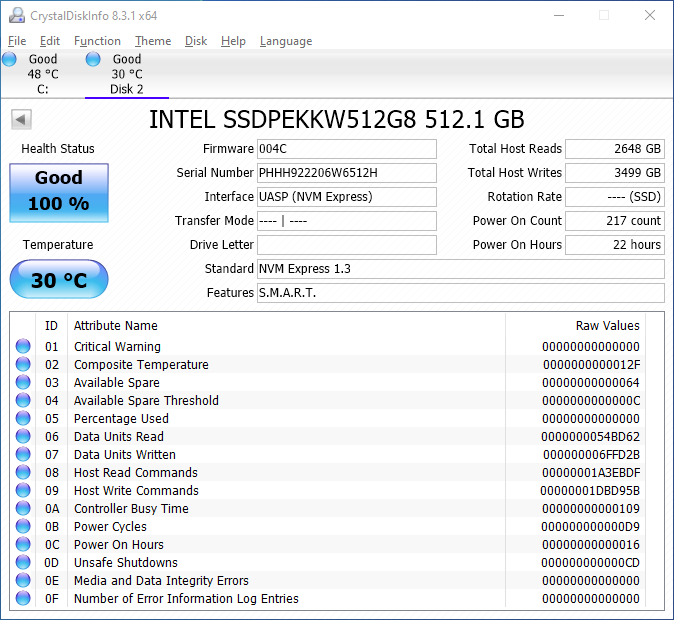 CrystalDiskInfo 8.3.1 x64
File Edit Function Theme Disk Help Language
Good Good
48 °C 30 °C
C: Disk 2
INTEL SSDPEKKW512G8 512.1 GB
Health Status
Good
100 %
Temperature
30 °C
Firmware 004C Total Host Reads 2648 GB
Serial Number PHHH922206W6512H Total Host Writes 3499 GB
Interface UASP (NVM Express) Rotation Rate ---- (SSD)
Transfer Mode ---- | ---- Power On Count 217 count
Drive Letter Power On Hours 22 hours
Standard NVM Express 1.3
Features S.M.A.R.T.
ID Attribute Name Raw Values
01 Critical Warning 00000000000000
02 Composite Temperature 0000000000012F
03 Available Spare 00000000000064
04 Available Spare Threshold 0000000000000C
05 Percentage Used 00000000000000
06 Data Units Read 0000000054BD62
07 Data Units Written 000000006FFD2B
08 Host Read Commands 00000001A3EBDF
09 Host Write Commands 00000001DBD95B
0A Controller Busy Time 00000000000109
0B Power Cycles 000000000000D9
0C Power On Hours 00000000000016
0D Unsafe Shutdowns 000000000000CD
0E Media and Data Integrity Errors 00000000000000
0F Number of Error Information Log Entries 00000000000000